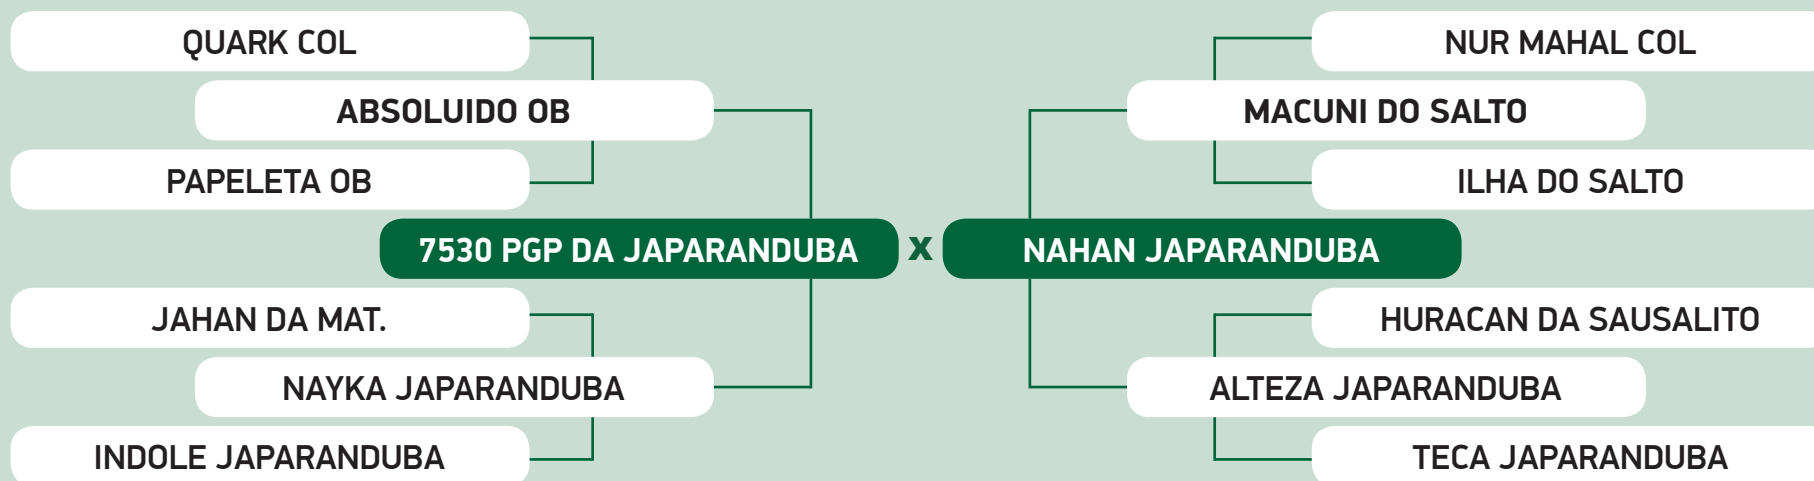 QUARK COL
NUR MAHAL COL
ABSOLUIDO OB
MACUNI DO SALTO
PAPELETA OB
ILHA DO SALTO
7530 PGP DA JAPARANDUBA X NAHAN JAPARANDUBA
JAHAN DA MAT.
HURACAN DA SAUSALITO
NAYKA JAPARANDUBA
ALTEZA JAPARANDUBA
INDOLE JAPARANDUBA
TECA JAPARANDUBA